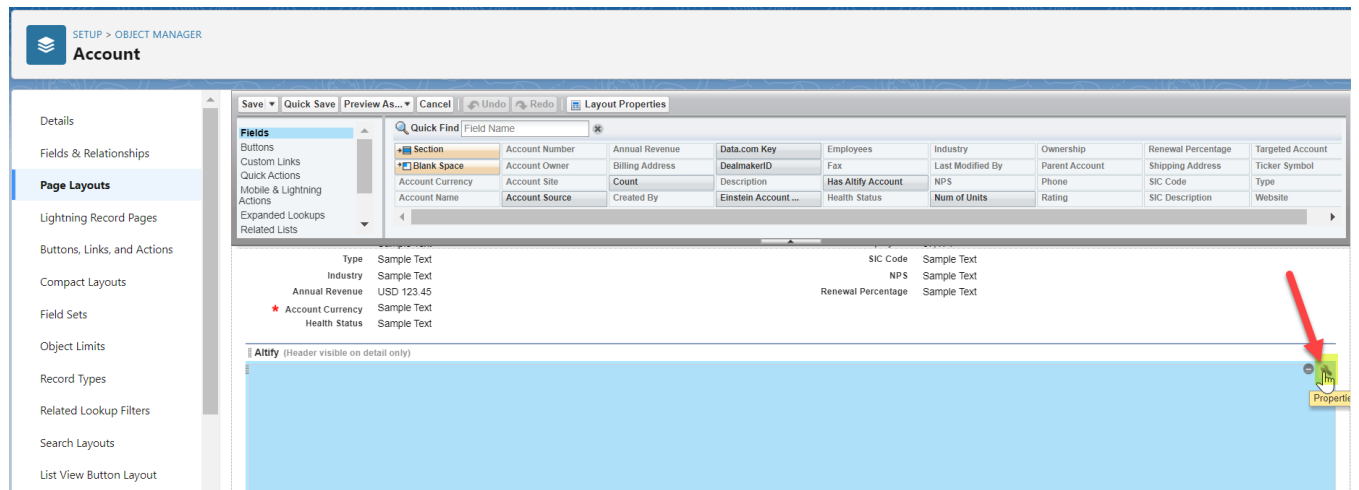 SETUP > OBJECT MANAGER
Account
Details
Fields & Relationships
Page Layouts
Lightning Record Pages
Buttons, Links, and Actions
Compact Layouts
Field Sets
Object Limits
Record Types
Related Lookup Filters
Search Layouts
List View Button Layout
Save Quick Save Preview As... Cancel Undo Redo Layout Properties
Fields
Buttons
Custom Links
Quick Actions
Mobile & Lightning
Actions
Expanded Lookups
Related Lists
Quick Find Field Name
Section Account Number Annual Revenue Data.com Key Employees Industry Ownership Renewal Percentage Targeted Account
Blank Space Account Owner Billing Address DealmakerID Fax Last Modified By Parent Account Shipping Address Ticker Symbol
Account Currency Account Site Count Description Has Altify Account NPS Phone SIC Code Type
Account Name Account Source Created By Einstein Account ... Health Status Num of Units Rating SIC Description Website
Type Sample Text SIC Code Sample Text
Industry Sample Text NPS Sample Text
Annual Revenue USD 123.45 Renewal Percentage Sample Text
* Account Currency Sample Text
Health Status Sample Text
Altify (Header visible on detail only)